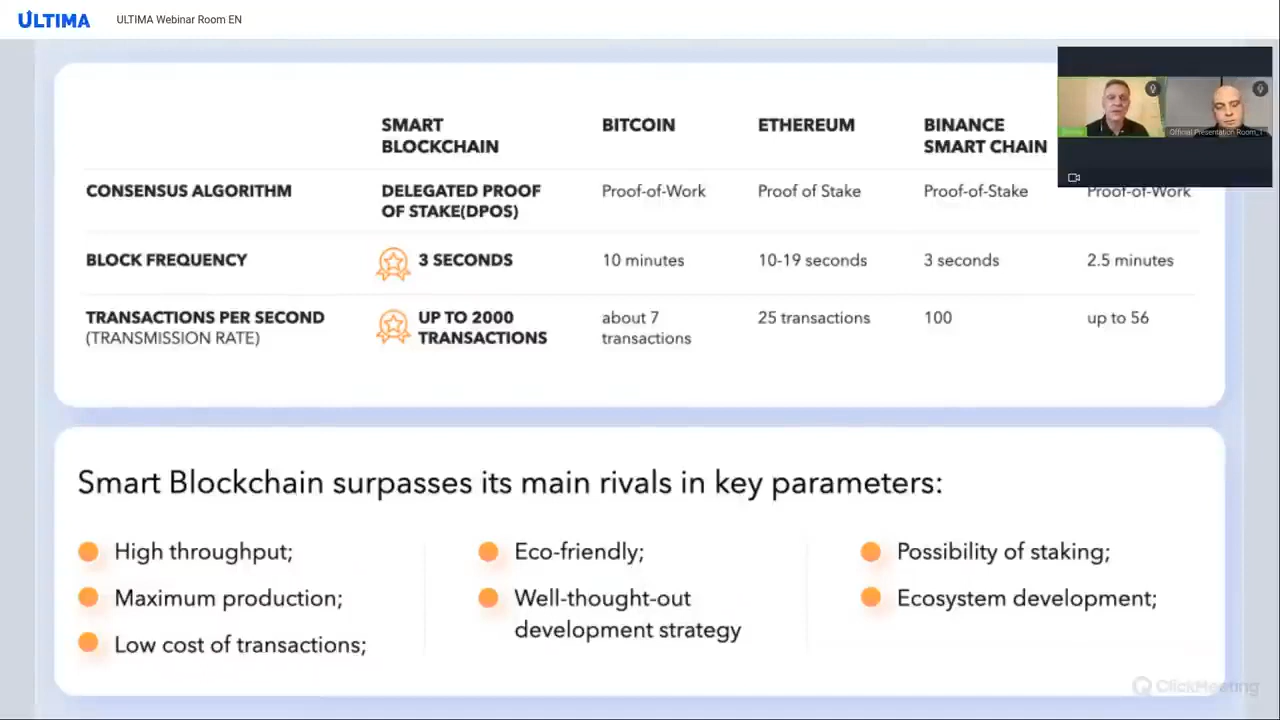 ULTIMA
ULTIMA Webinar Room EN
SMART
BLOCKCHAIN
BITCOIN
ETHEREUM
BINANCE
SMART CHAIN
CONSENSUS ALGORITHM
DELEGATED PROOF
OF STAKE(DPOS)
Proof-of-Work
Proof of Stake
Proof-of-Stake
Proof-of-Work
BLOCK FREQUENCY
3 SECONDS
10 minutes
10-19 seconds
3 seconds
2.5 minutes
TRANSACTIONS PER SECOND
(TRANSMISSION RATE)
UP TO 2000
TRANSACTIONS
about 7
transactions
25 transactions
100
up to 56
Official Presentation Room_1
Smart Blockchain surpasses its main rivals in key parameters:
High throughput;
Maximum production;
Low cost of transactions;
Eco-friendly;
Well-thought-out
development strategy
Possibility of staking;
Ecosystem development;
ClickMeeting